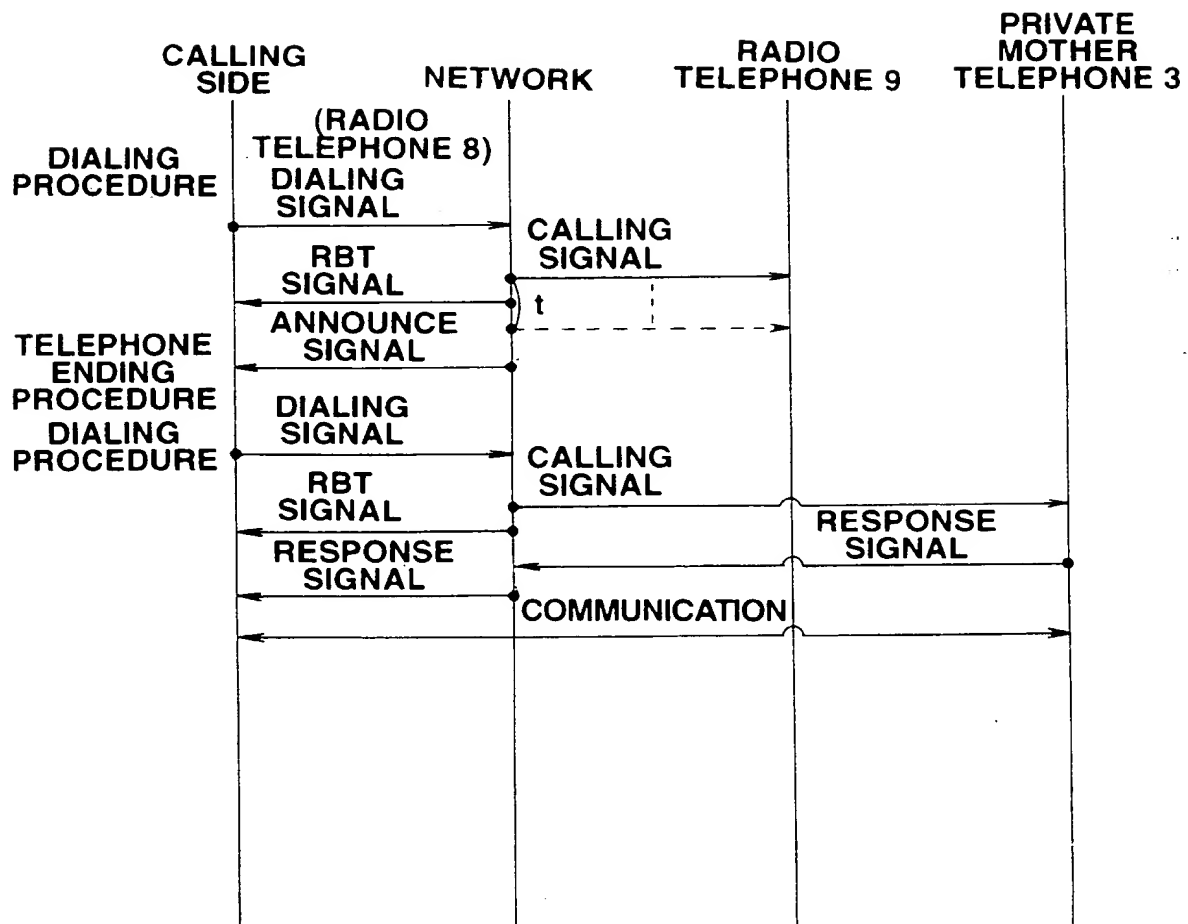 CALLING
SIDE
NETWORK
RADIO
TELEPHONE 9
PRIVATE
MOTHER
TELEPHONE 3
(RADIO
TELEPHONE 8)
DIALING
PROCEDURE
DIALING
SIGNAL
CALLING
SIGNAL
RBT
SIGNAL
t
ANNOUNCE
SIGNAL
TELEPHONE
ENDING
PROCEDURE
DIALING
PROCEDURE
DIALING
SIGNAL
CALLING
SIGNAL
RBT
SIGNAL
RESPONSE
SIGNAL
RESPONSE
SIGNAL
COMMUNICATION